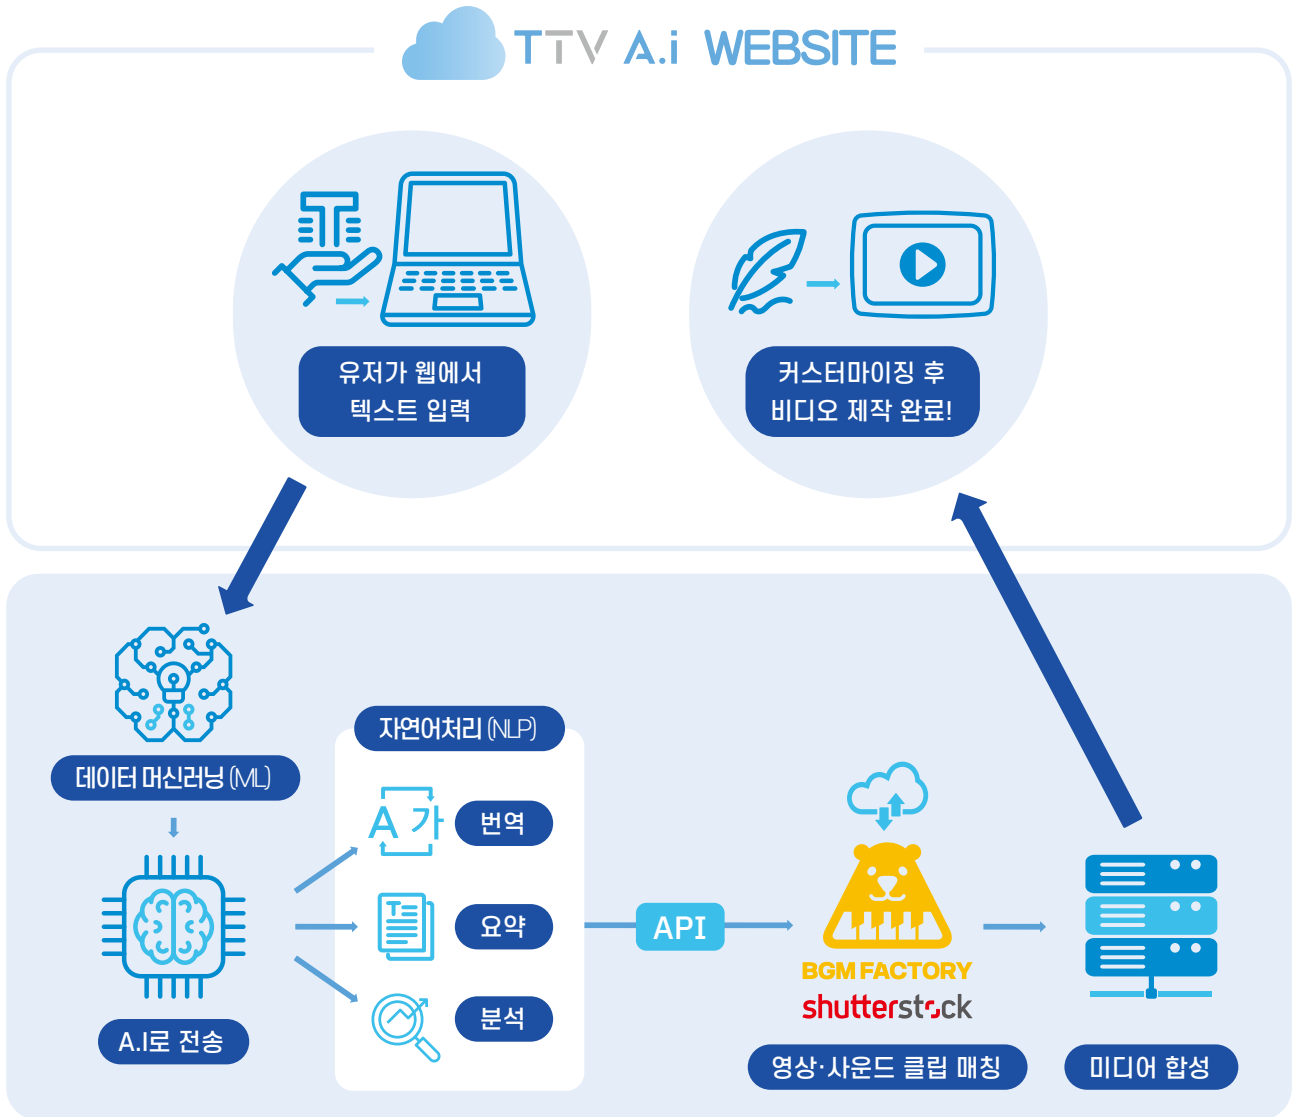 TTV A.i WEBSITE
유저가 웹에서
텍스트 입력
커스터마이징 후
비디오 제작 완료!
데이터 머신러닝 (ML)
A.I로 전송
자연어처리 (NLP)
A 가
번역
T
요약
분석
API
BGM FACTORY
shutterstock
영상·사운드 클립 매칭
미디어 합성